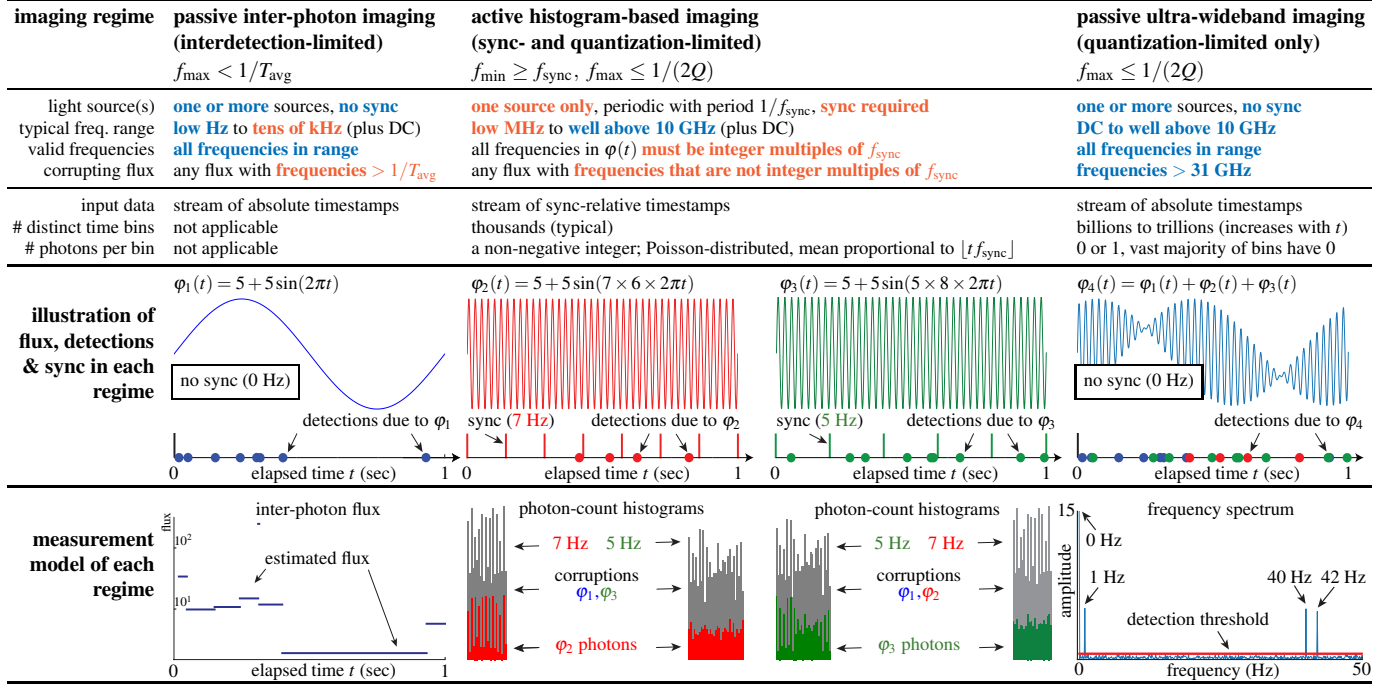 imaging regime passive inter-photon imaging active histogram-based imaging passive ultra-wideband imaging
(interdetection-limited) (sync- and quantization-limited) (quantization-limited only)
f_max < 1/T_avg f_min ≥ f_sync, f_max ≤ 1/(2Q) f_max ≤ 1/(2Q)
light source(s) one or more sources, no sync one source only, periodic with period 1/f_sync, sync required one or more sources, no sync
typical freq. range low Hz to tens of kHz (plus DC) low MHz to well above 10 GHz (plus DC) DC to well above 10 GHz
valid frequencies all frequencies in range all frequencies in φ(t) must be integer multiples of f_sync all frequencies in range
corrupting flux any flux with frequencies > 1/T_avg any flux with frequencies that are not integer multiples of f_sync frequencies > 31 GHz
input data stream of absolute timestamps stream of sync-relative timestamps stream of absolute timestamps
# distinct time bins not applicable thousands (typical) billions to trillions (increases with t)
# photons per bin not applicable a non-negative integer; Poisson-distributed, mean proportional to ⌊t f_sync⌋ 0 or 1, vast majority of bins have 0
illustration of
flux, detections
& sync in each
regime
φ₁(t) = 5+5sin(2πt)
no sync (0 Hz)
detections due to φ₁
0 elapsed time t (sec) 1
φ₂(t) = 5+5sin(7×6×2πt)
sync (7 Hz) detections due to φ₂
0 elapsed time t (sec) 1
φ₃(t) = 5+5sin(5×8×2πt)
sync (5 Hz) detections due to φ₃
0 elapsed time t (sec) 1
φ₄(t) = φ₁(t)+φ₂(t)+φ₃(t)
no sync (0 Hz)
detections due to φ₄
0 elapsed time t (sec) 1
measurement
model of each
regime
inter-photon flux
flux
10²
estimated flux
10¹
0 elapsed time t (sec) 1
photon-count histograms
7 Hz 5 Hz
corruptions
φ₁,φ₃
φ₂ photons
photon-count histograms
5 Hz 7 Hz
corruptions
φ₁,φ₂
φ₃ photons
15 frequency spectrum
amplitude
0 Hz
1 Hz 40 Hz 42 Hz
detection threshold
0 frequency (Hz) 50